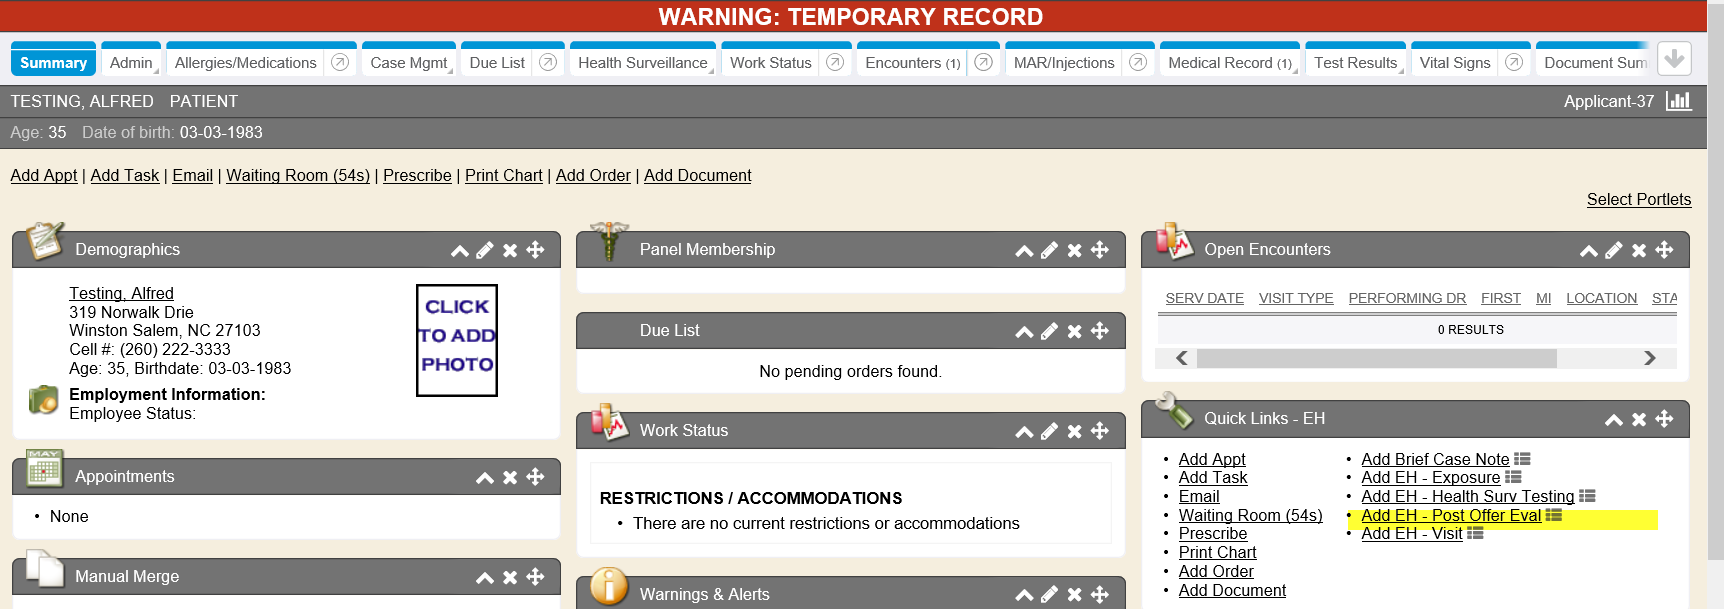 WARNING: TEMPORARY RECORD
Summary Admin Allergies/Medications Case Mgmt Due List Health Surveillance Work Status Encounters (1) MAR/Injections Medical Record (1) Test Results Vital Signs Document Sum
TESTING, ALFRED PATIENT Applicant-37
Age: 35 Date of birth: 03-03-1983
Add Appt | Add Task | Email | Waiting Room (54s) | Prescribe | Print Chart | Add Order | Add Document
Select Portlets
Demographics
Testing, Alfred
319 Norwalk Drie
Winston Salem, NC 27103
Cell #: (260) 222-3333
Age: 35, Birthdate: 03-03-1983
CLICK
TO ADD
PHOTO
Employment Information:
Employee Status:
MAY
Appointments
• None
Manual Merge
Panel Membership
Due List
No pending orders found.
Work Status
RESTRICTIONS / ACCOMMODATIONS
• There are no current restrictions or accommodations
Warnings & Alerts
Open Encounters
SERV DATE VISIT TYPE PERFORMING DR FIRST MI LOCATION STA
0 RESULTS
Quick Links - EH
• Add Appt
• Add Task
• Email
• Waiting Room (54s)
• Prescribe
• Print Chart
• Add Order
• Add Document
• Add Brief Case Note
• Add EH - Exposure
• Add EH - Health Surv Testing
• Add EH - Post Offer Eval
• Add EH - Visit